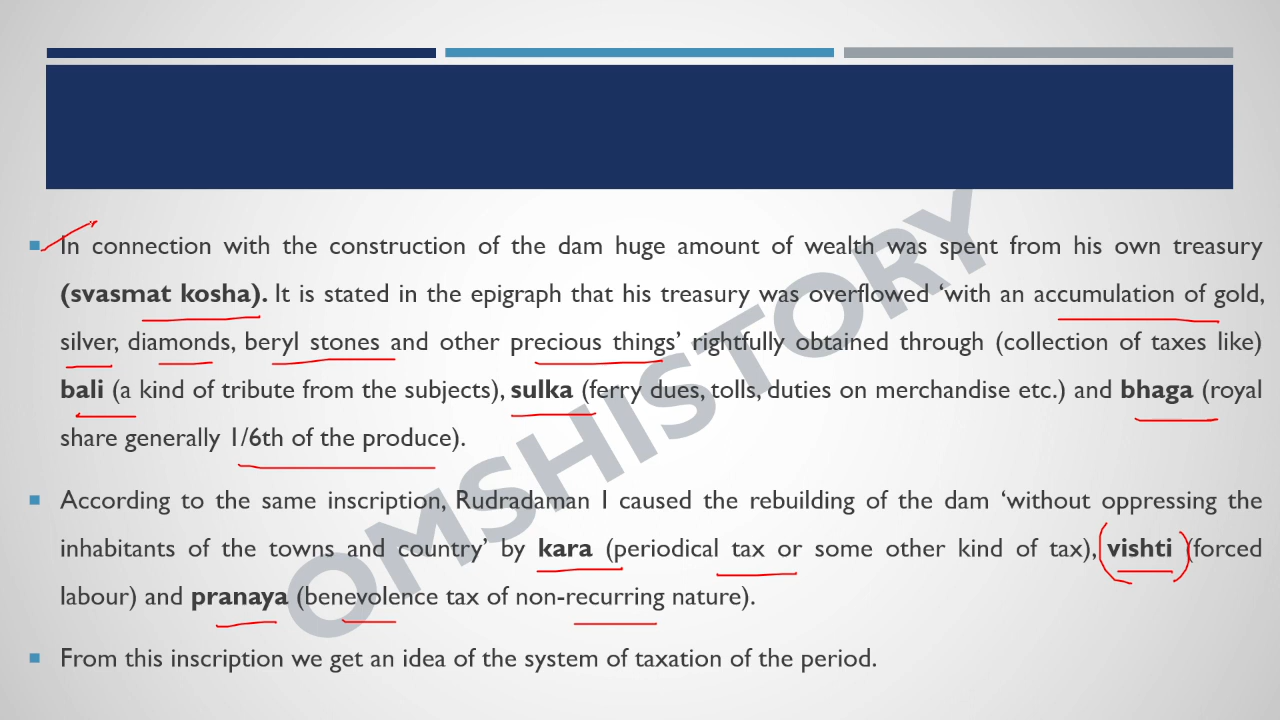 In connection with the construction of the dam huge amount of wealth was spent from his own treasury
(svasmat kosha). It is stated in the epigraph that his treasury was overflowed ‘with an accumulation of gold,
silver, diamonds, beryl stones and other precious things’ rightfully obtained through (collection of taxes like)
bali (a kind of tribute from the subjects), sulka (ferry dues, tolls, duties on merchandise etc.) and bhaga (royal
share generally 1/6th of the produce).
According to the same inscription, Rudradaman I caused the rebuilding of the dam ‘without oppressing the
inhabitants of the towns and country’ by kara (periodical tax or some other kind of tax), vishti (forced
labour) and pranaya (benevolence tax of non-recurring nature).
From this inscription we get an idea of the system of taxation of the period.
OMSHISTORY